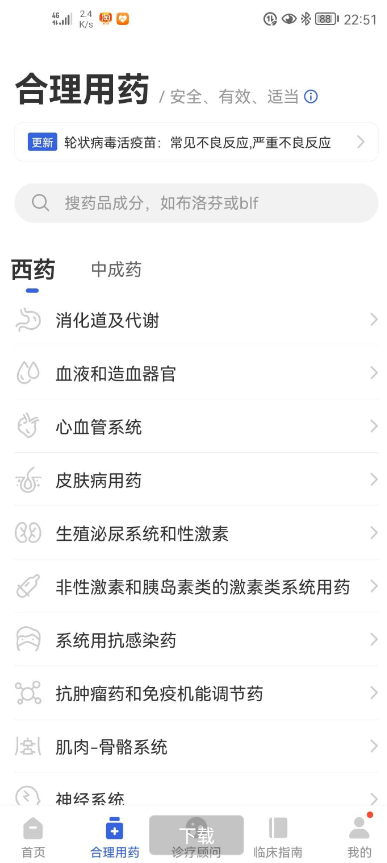 4G 2.4 K/s 88 22:51
合理用药 / 安全、有效、适当
更新 轮状病毒活疫苗：常见不良反应,严重不良反应
搜药品成分，如布洛芬或blf
西药 中成药
消化道及代谢
血液和造血器官
心血管系统
皮肤病用药
生殖泌尿系统和性激素
非性激素和胰岛素类的激素类系统用药
系统用抗感染药
抗肿瘤药和免疫机能调节药
肌肉-骨骼系统
神经系统
下载
首页 合理用药 诊疗顾问 临床指南 我的